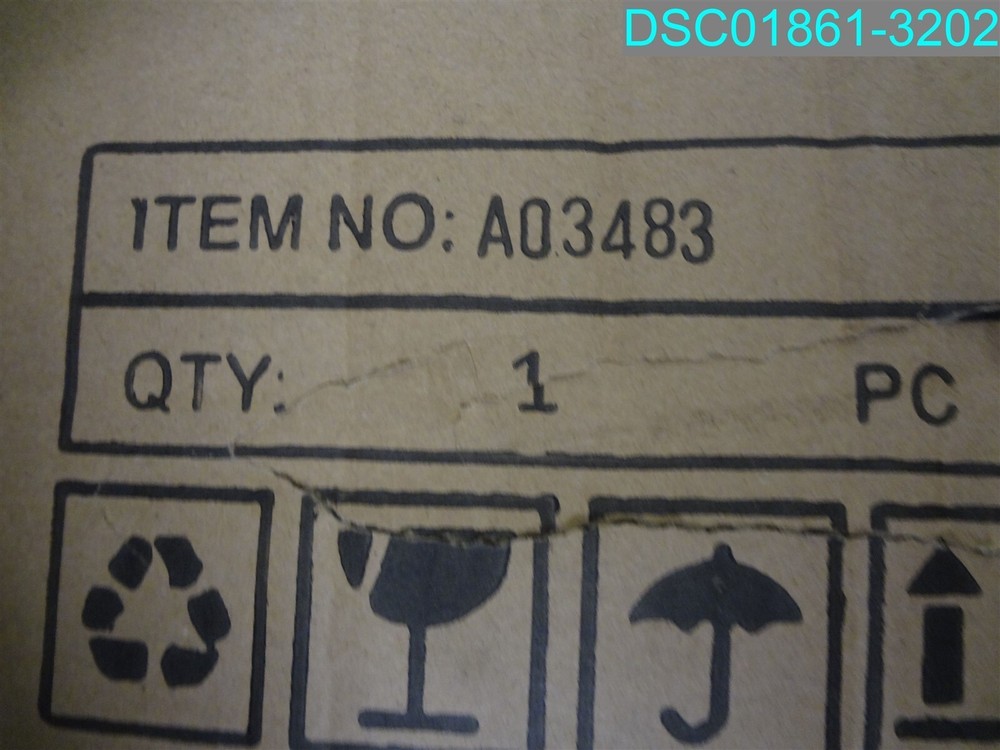 DSC01861-3202
ITEM NO: A03483
QTY: 1 PC